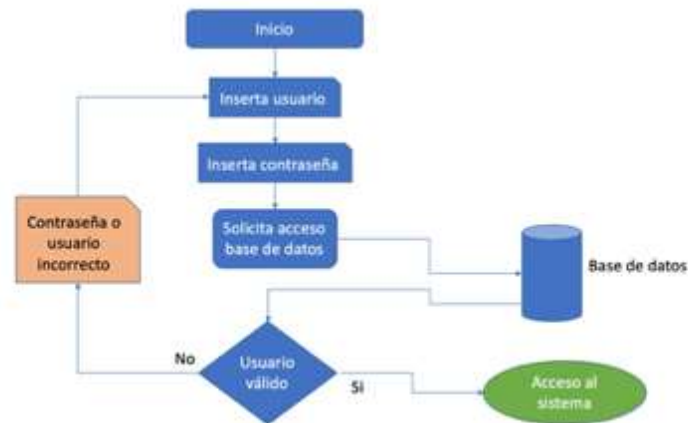 Inicio
Inserta usuario
Inserta contraseña
Contraseña o
usuario
incorrecto
Solicita acceso
base de datos
Base de datos
No
Usuario
válido
Si
Acceso al
sistema